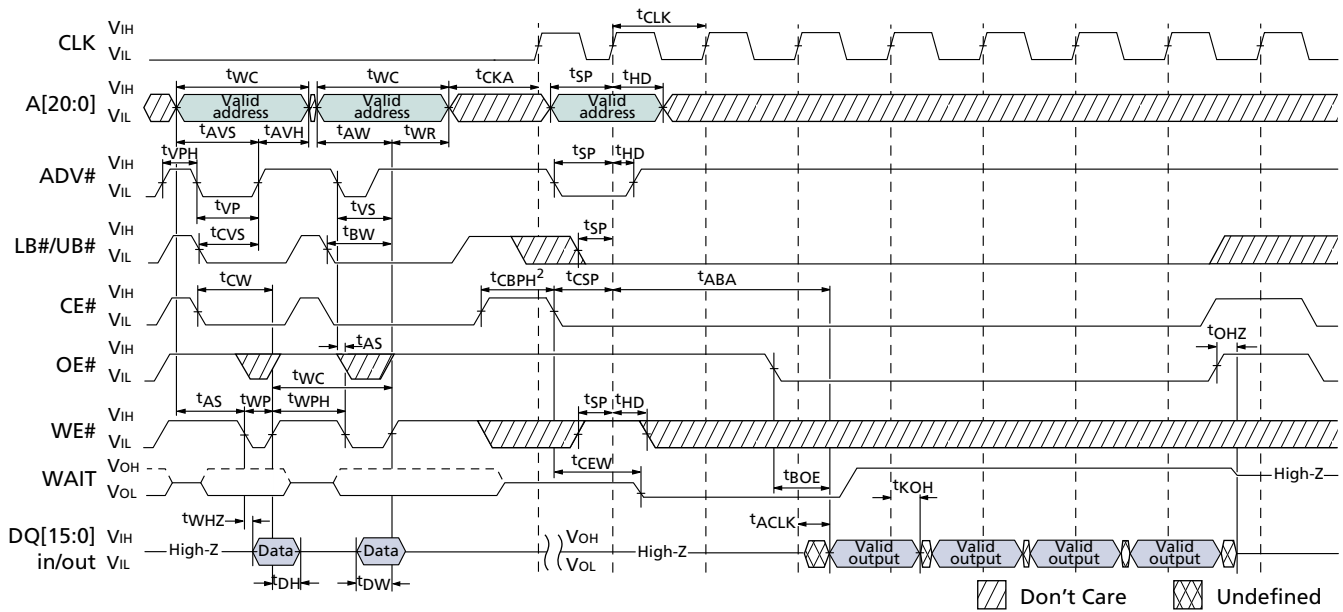 CLK VIH VIL tCLK
A[20:0] VIH VIL tWC tWC tCKA tSP tHD
Valid address Valid address Valid address
tAVS tAVH tAW tWR
ADV# VIH VIL tVPH tSP tHD
tVP tVS
LB#/UB# VIH VIL tCVS tBW tSP
CE# VIH VIL tCW tCBPH2 tCSP tABA
OE# VIH VIL tAS tOHZ
tWC
WE# VIH VIL tAS tWP tWPH tSP tHD
WAIT VOH VOL tCEW tBOE tKOH High-Z
tWHZ tACLK
DQ[15:0] in/out VIH VIL High-Z Data Data VOH VOL High-Z Valid output Valid output Valid output Valid output
tDH tDW
Don't Care Undefined